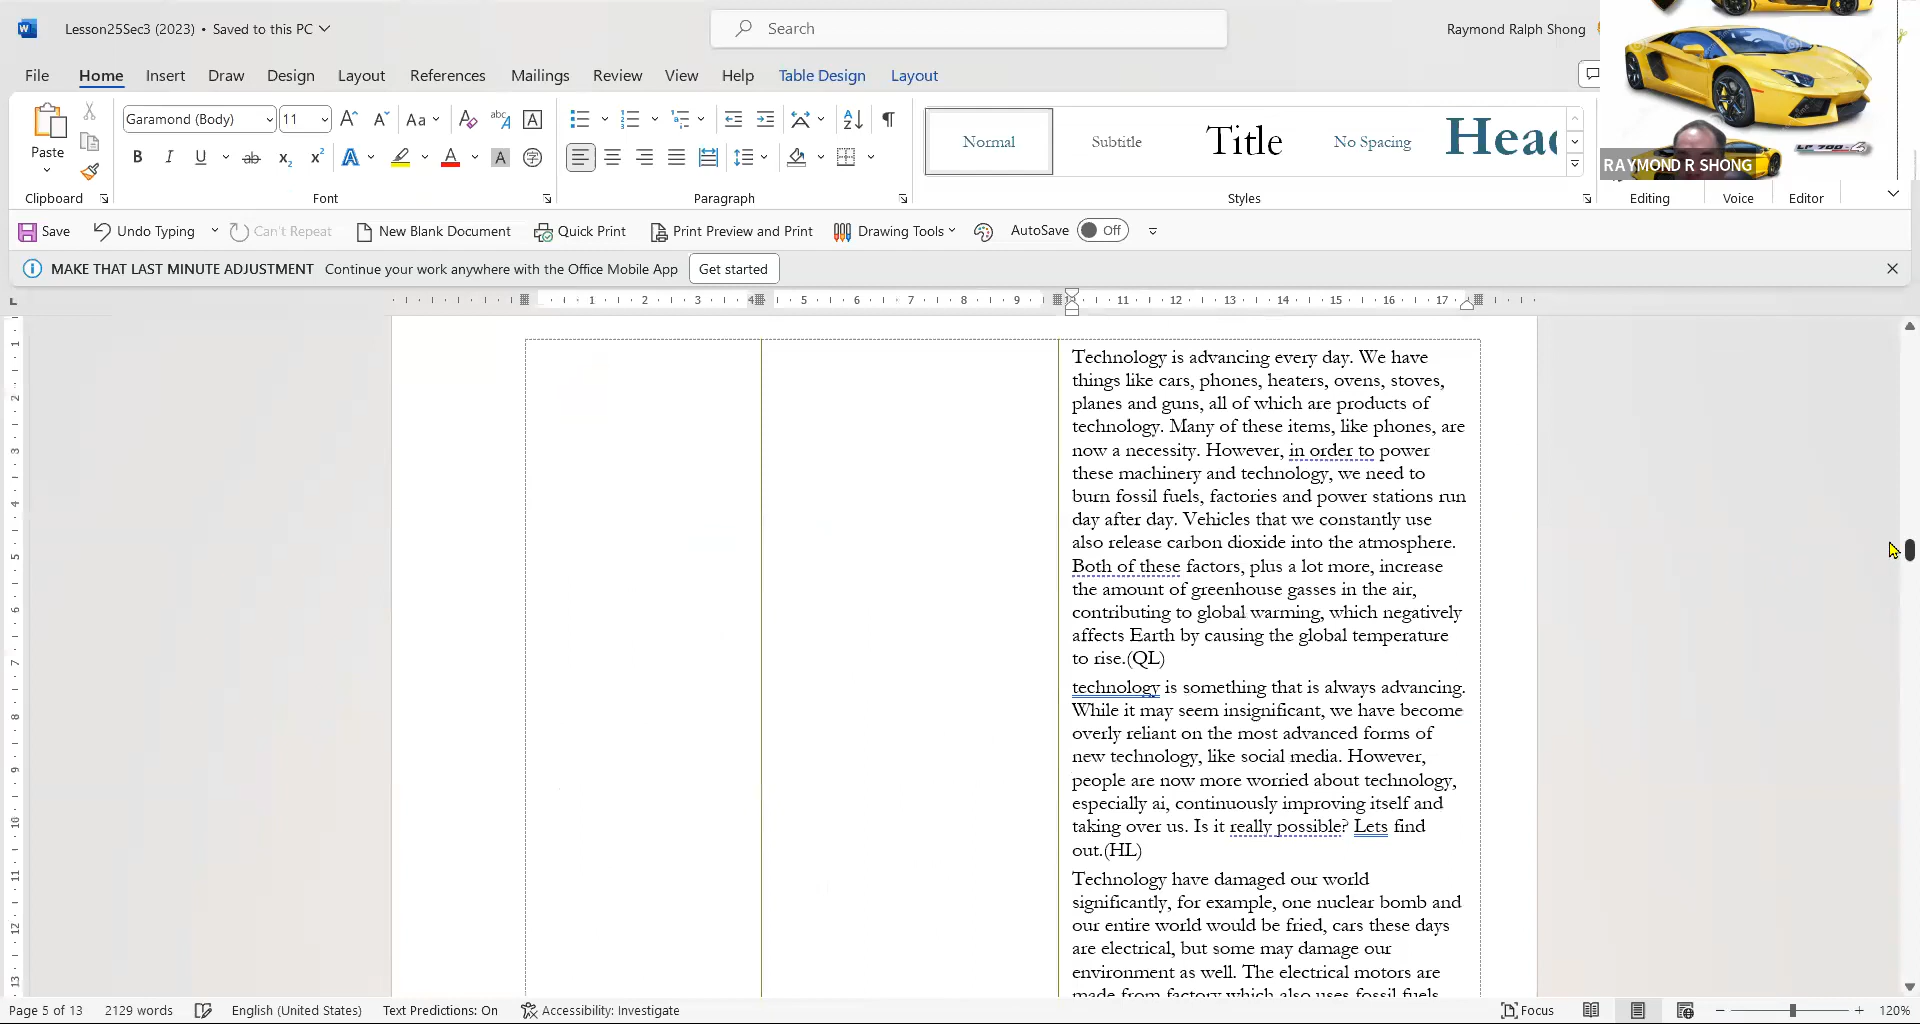 Lesson25Sec3 (2023) • Saved to this PC
Search
Raymond Ralph Shong
File Home Insert Draw Design Layout References Mailings Review View Help Table Design Layout
Garamond (Body) 11
Paste
Normal Subtitle Title No Spacing Head
LP 700-4
RAYMOND R SHONG
Clipboard Font Paragraph Styles Editing Voice Editor
Save Undo Typing Can't Repeat New Blank Document Quick Print Print Preview and Print Drawing Tools AutoSave Off
MAKE THAT LAST MINUTE ADJUSTMENT Continue your work anywhere with the Office Mobile App Get started
Technology is advancing every day. We have
things like cars, phones, heaters, ovens, stoves,
planes and guns, all of which are products of
technology. Many of these items, like phones, are
now a necessity. However, in order to power
these machinery and technology, we need to
burn fossil fuels, factories and power stations run
day after day. Vehicles that we constantly use
also release carbon dioxide into the atmosphere.
Both of these factors, plus a lot more, increase
the amount of greenhouse gasses in the air,
contributing to global warming, which negatively
affects Earth by causing the global temperature
to rise.(QL)
technology is something that is always advancing.
While it may seem insignificant, we have become
overly reliant on the most advanced forms of
new technology, like social media. However,
people are now more worried about technology,
especially ai, continuously improving itself and
taking over us. Is it really possible? Lets find
out.(HL)
Technology have damaged our world
significantly, for example, one nuclear bomb and
our entire world would be fried, cars these days
are electrical, but some may damage our
environment as well. The electrical motors are
made from factory which also uses fossil fuels
Page 5 of 13 2129 words English (United States) Text Predictions: On Accessibility: Investigate Focus 120%